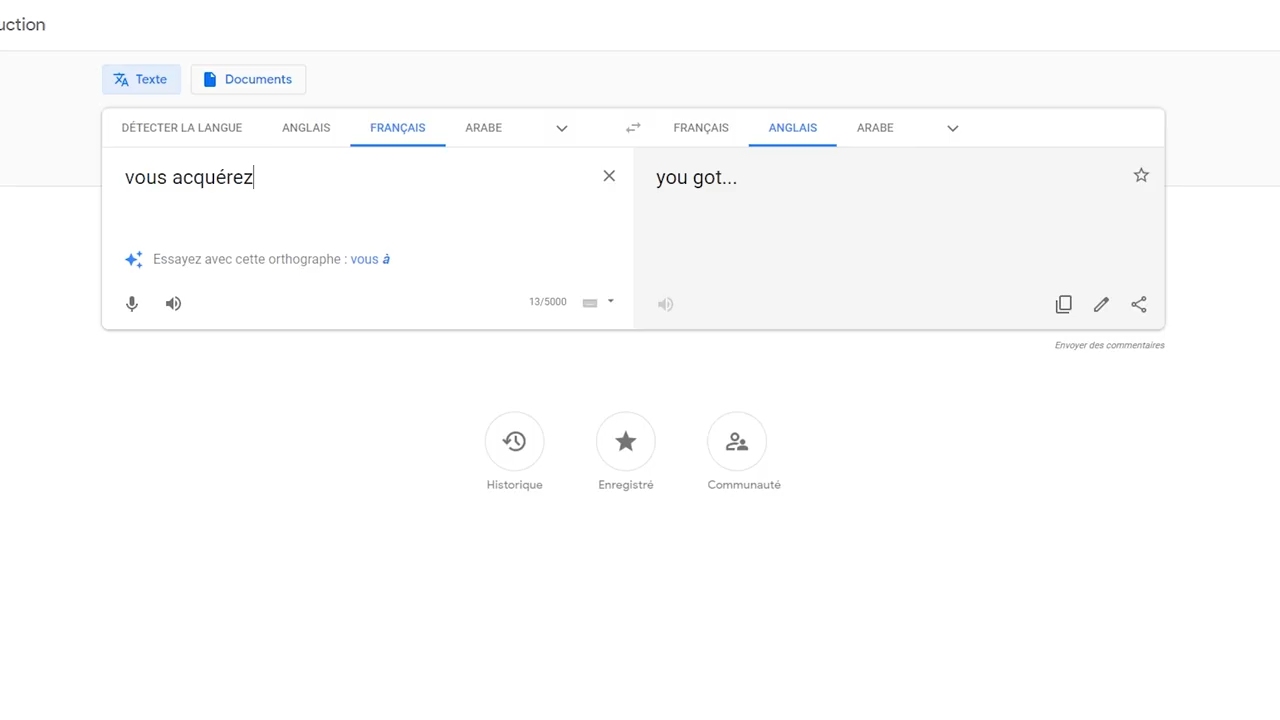 uction
Texte Documents
DÉTECTER LA LANGUE ANGLAIS FRANÇAIS ARABE FRANÇAIS ANGLAIS ARABE
vous acquérez you got...
Essayez avec cette orthographe : vous à
13/5000
Envoyer des commentaires
Historique Enregistré Communauté